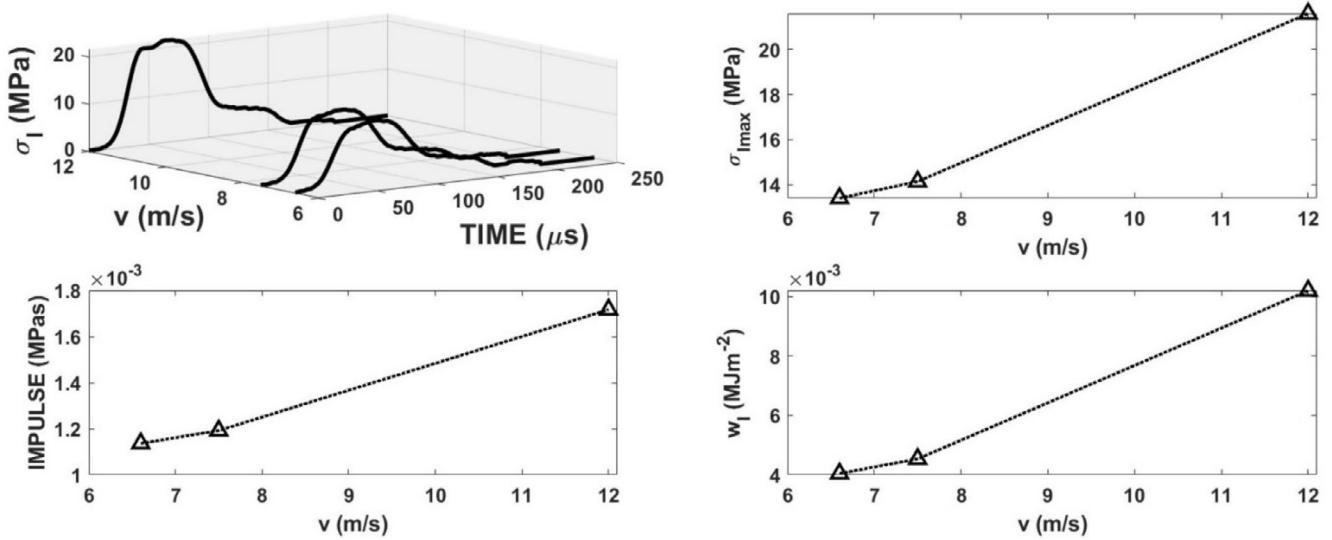 σI (MPa)
20
10
0
12
10
8
6
v (m/s)
0
50
100
150
200
250
TIME (μs)
σImax (MPa)
20
18
16
14
6 7 8 9 10 11 12
v (m/s)
×10-3
IMPULSE (MPas)
1.8
1.6
1.4
1.2
1
6 7 8 9 10 11 12
v (m/s)
×10-3
wI (MJm-2)
10
8
6
4
6 7 8 9 10 11 12
v (m/s)